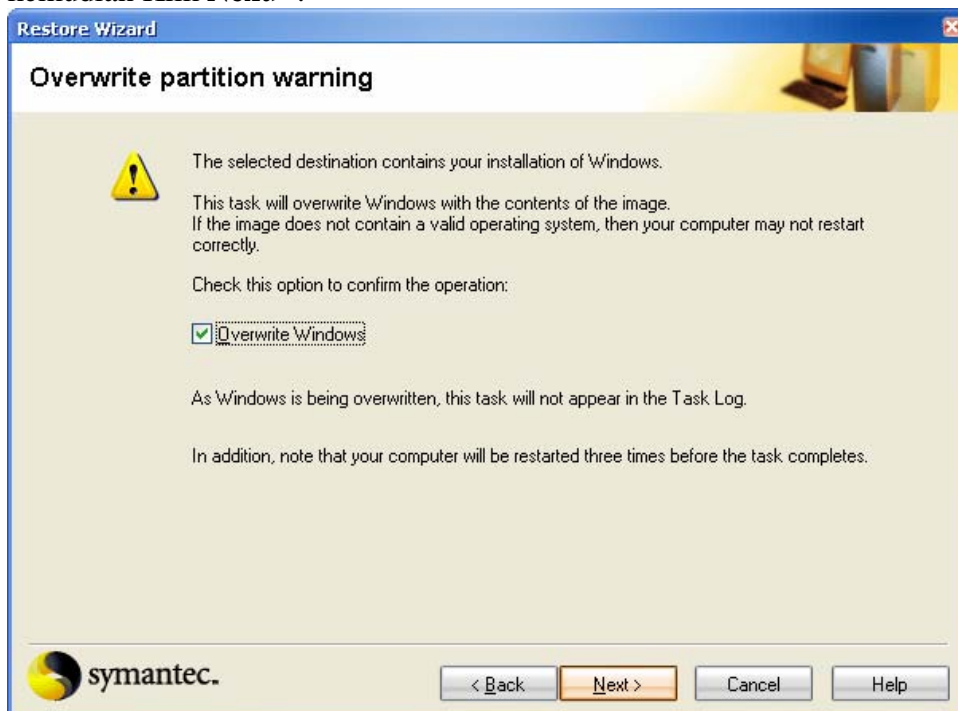 Restore Wizard
Overwrite partition warning
The selected destination contains your installation of Windows.
This task will overwrite Windows with the contents of the image.
If the image does not contain a valid operating system, then your computer may not restart
correctly.
Check this option to confirm the operation:
Overwrite Windows
As Windows is being overwritten, this task will not appear in the Task Log.
In addition, note that your computer will be restarted three times before the task completes.
symantec.
< Back Next > Cancel Help